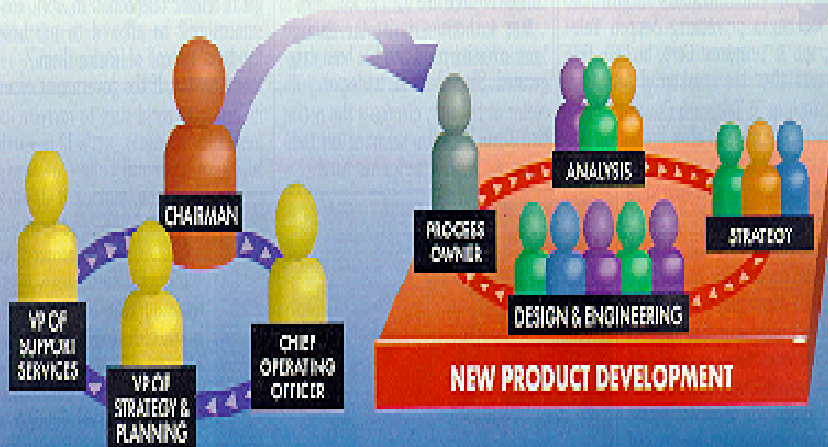 CHAIRMAN
VP OF
SUPPORT
SERVICES
VP OF
STRATEGY &
PLANNING
CHIEF
OPERATING
OFFICER
PROCESS
OWNER
ANALYSIS
STRATEGY
DESIGN & ENGINEERING
NEW PRODUCT DEVELOPMENT